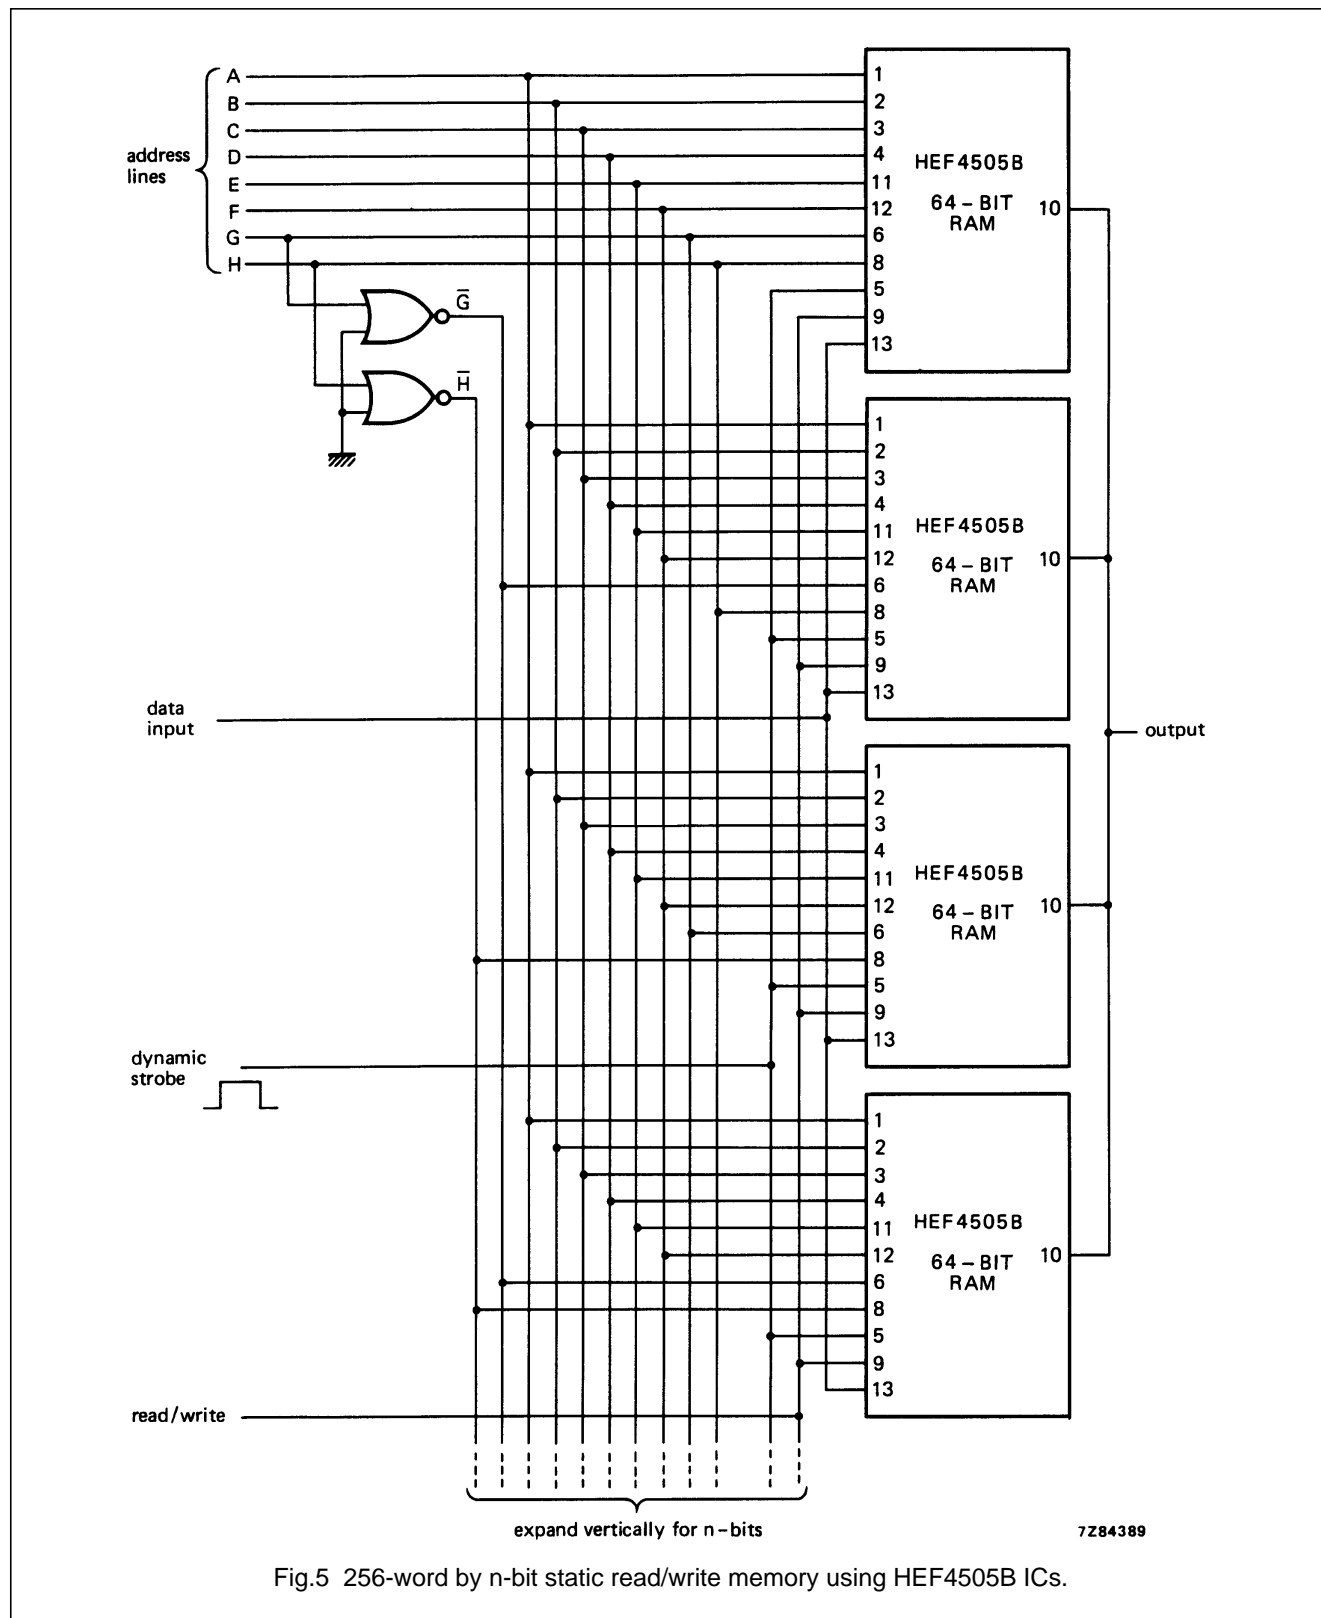 A
B
C
D
E
F
G
H
address
lines
G̅
H̅
1
2
3
4
11
12
6
8
5
9
13
HEF4505B
64-BIT
RAM
10
1
2
3
4
11
12
6
8
5
9
13
HEF4505B
64-BIT
RAM
10
data
input
output
1
2
3
4
11
12
6
8
5
9
13
HEF4505B
64-BIT
RAM
10
dynamic
strobe
1
2
3
4
11
12
6
8
5
9
13
HEF4505B
64-BIT
RAM
10
read/write
expand vertically for n-bits
7Z84389
Fig.5 256-word by n-bit static read/write memory using HEF4505B ICs.